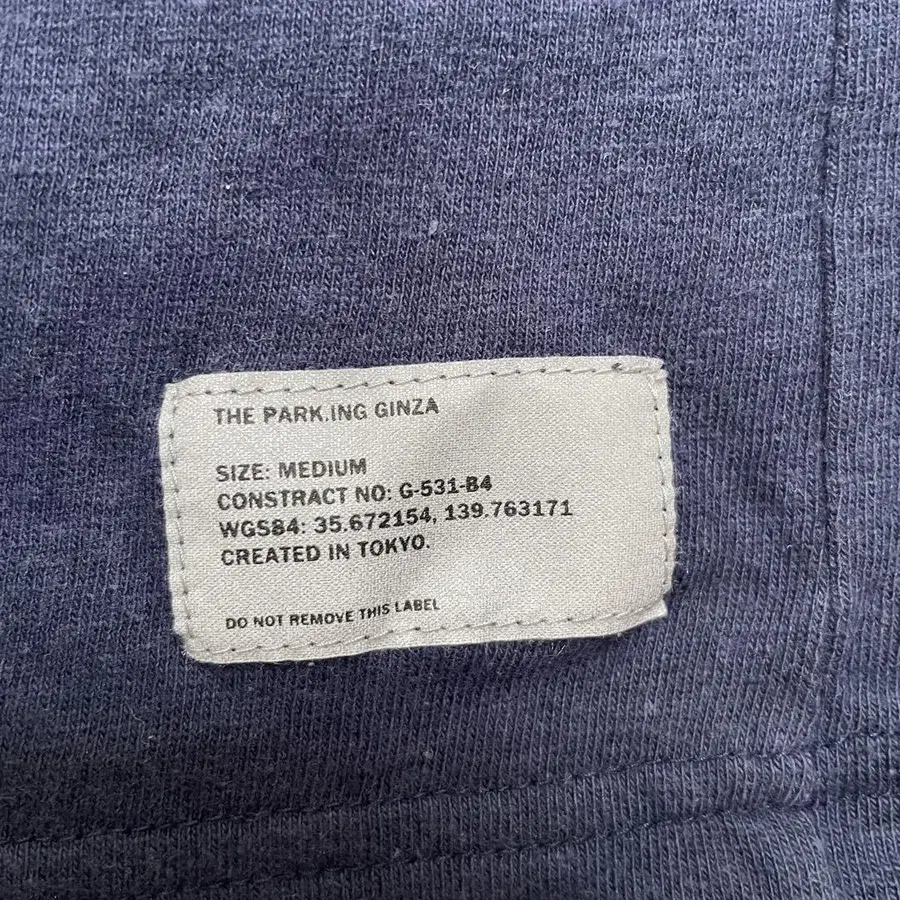 THE PARK.ING GINZA
SIZE: MEDIUM
CONSTRACT NO: G-531-B4
WGS84: 35.672154, 139.763171
CREATED IN TOKYO.
DO NOT REMOVE THIS LABEL